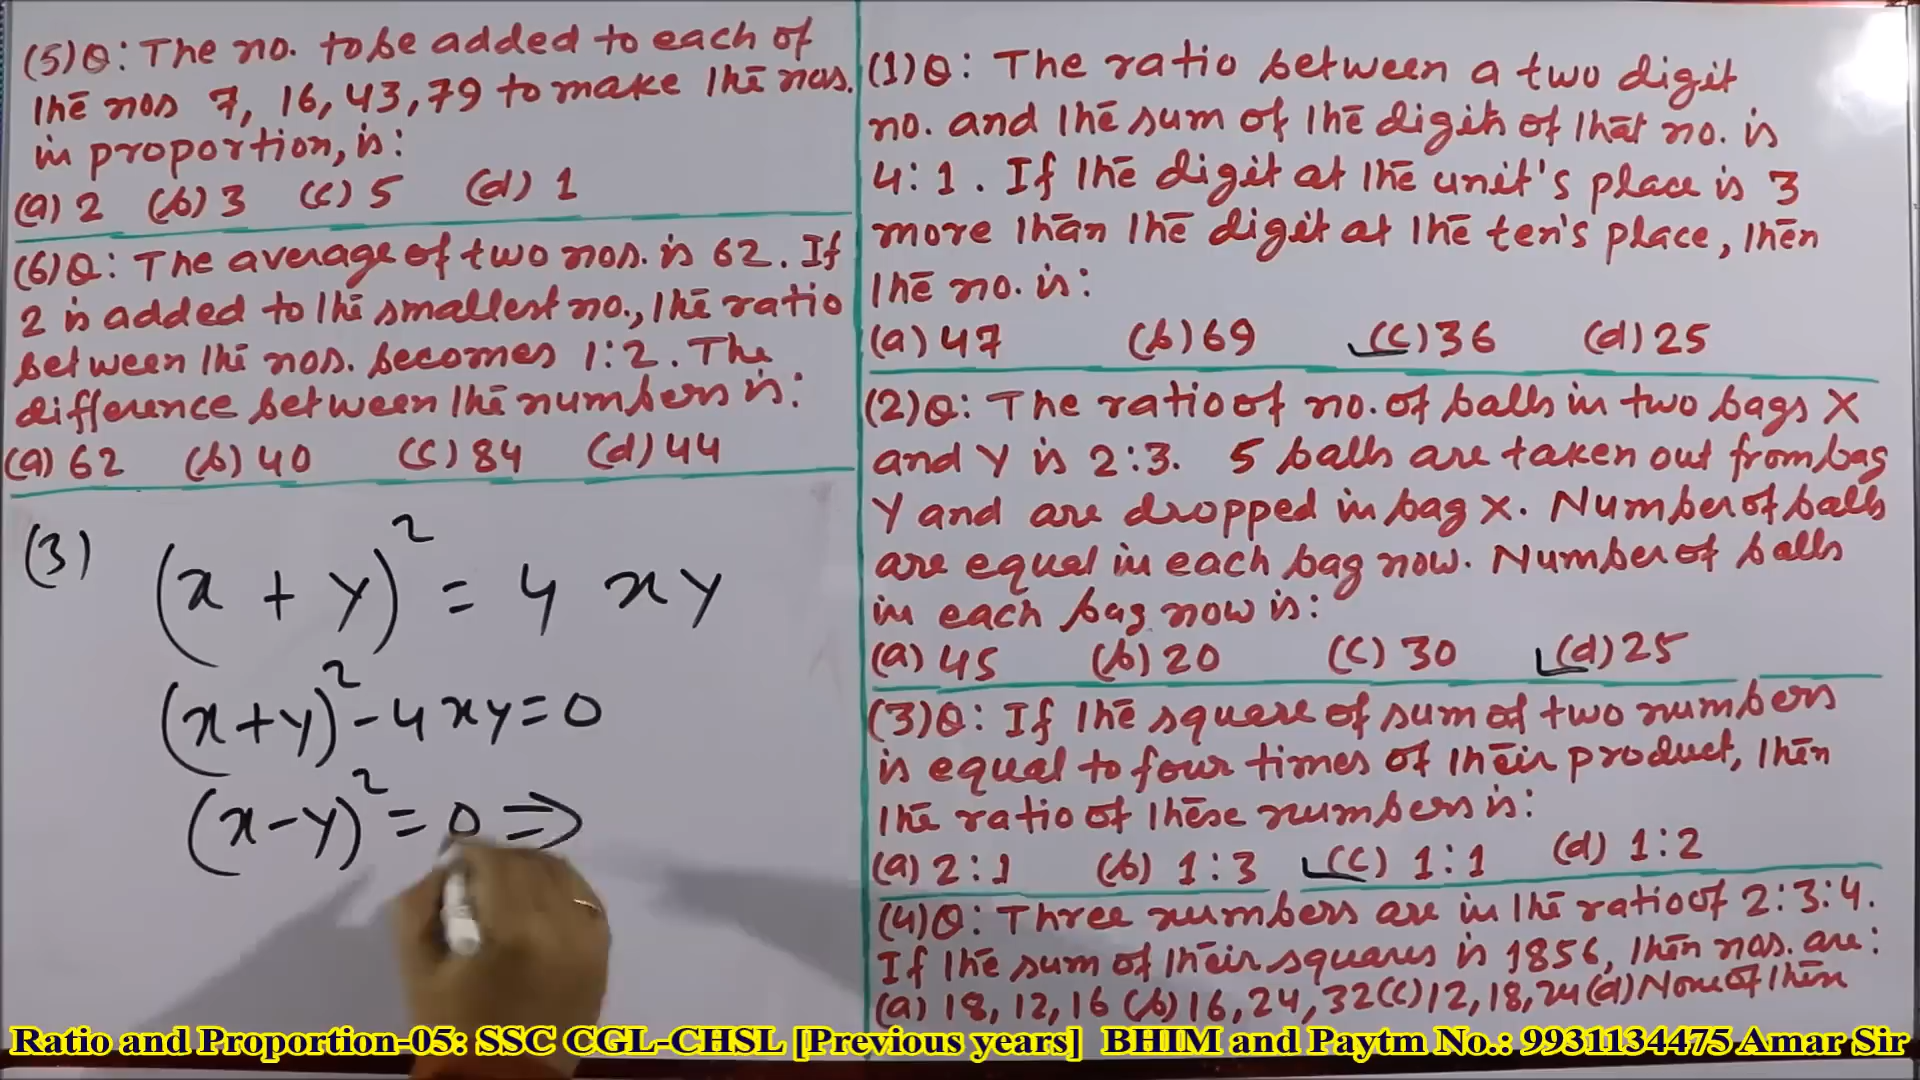 (5)Q: The no. to be added to each of
the nos 7, 16, 43, 79 to make the nos.
in proportion, is:
(a) 2 (b) 3 (c) 5 (d) 1
(6)Q: The average of two nos. is 62. If
2 is added to the smallest no., the ratio
between the nos. becomes 1:2. The
difference between the numbers is:
(a) 62 (b) 40 (c) 84 (d) 44
(3) (x + y)² = 4 xy
(x+y)² - 4xy = 0
(x-y)² = 0 ⇒
(1)Q: The ratio between a two digit
no. and the sum of the digits of that no. is
4:1. If the digit at the unit's place is 3
more than the digit at the ten's place, then
the no. is:
(a) 47 (b) 69 (c) 36 (d) 25
(2)Q: The ratio of no. of balls in two bags X
and Y is 2:3. 5 balls are taken out from bag
Y and are dropped in bag X. Number of balls
are equal in each bag now. Number of balls
in each bag now is:
(a) 45 (b) 20 (c) 30 (d) 25
(3)Q: If the square of sum of two numbers
is equal to four times of their product, then
the ratio of these numbers is:
(a) 2:1 (b) 1:3 (c) 1:1 (d) 1:2
(4)Q: Three numbers are in the ratio of 2:3:4.
If the sum of their squares is 1856, then nos. are:
(a) 18, 12, 16 (b) 16, 24, 32 (c) 12, 18, 24 (d) None of then
Ratio and Proportion-05: SSC CGL-CHSL [Previous years] BHIM and Paytm No.: 9931134475 Amar Sir